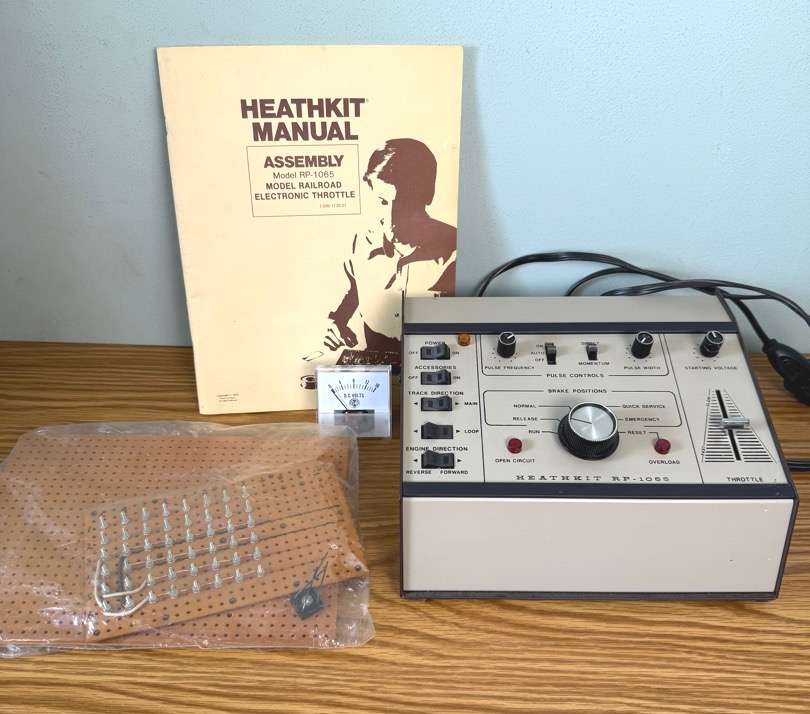 HEATHKIT®
MANUAL
ASSEMBLY
Model RP-1065
MODEL RAILROAD
ELECTRONIC THROTTLE
D.C. VOLTS
POWER
OFF ON
ACCESSORIES
OFF ON
TRACK DIRECTION
MAIN
LOOP
ENGINE DIRECTION
REVERSE FORWARD
ON
AUTO
OFF
MOMENTUM
PULSE FREQUENCY
PULSE WIDTH
STARTING VOLTAGE
PULSE CONTROLS
BRAKE POSITIONS
NORMAL QUICK SERVICE
RELEASE EMERGENCY
RUN RESET
OPEN CIRCUIT OVERLOAD
HEATHKIT RP-1065
THROTTLE